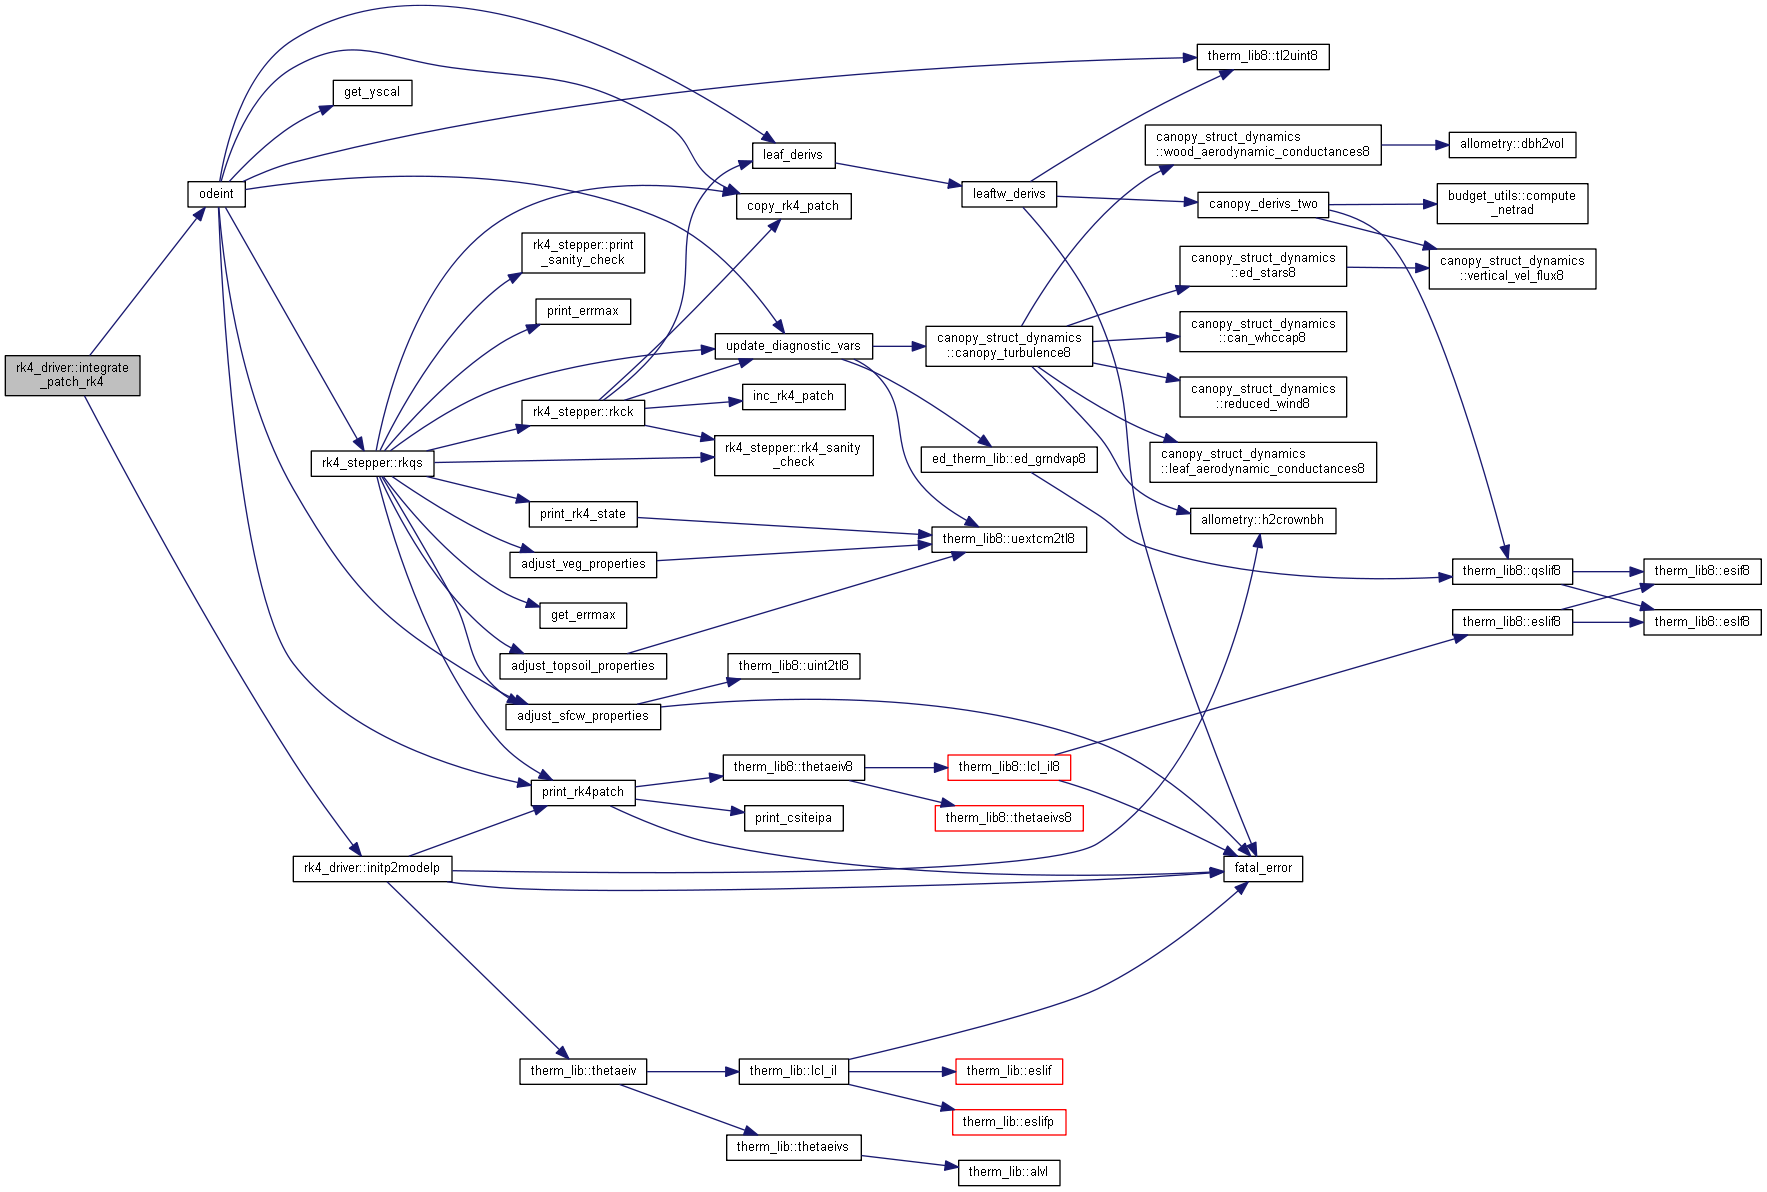 rk4_driver::integrate
_patch_rk4
odeint
get_yscal
rk4_stepper::rkqs
rk4_driver::initp2modelp
rk4_stepper::print
_sanity_check
print_errmax
rk4_stepper::rkck
print_rk4_state
adjust_veg_properties
get_errmax
adjust_topsoil_properties
adjust_sfcw_properties
print_rk4patch
therm_lib::thetaeiv
leaf_derivs
copy_rk4_patch
update_diagnostic_vars
inc_rk4_patch
rk4_stepper::rk4_sanity
_check
therm_lib8::uint2tl8
therm_lib8::thetaeiv8
print_csiteipa
therm_lib::lcl_il
therm_lib::thetaeivs
leaftw_derivs
canopy_struct_dynamics
::canopy_turbulence8
ed_therm_lib::ed_grndvap8
therm_lib8::uextcm2tl8
therm_lib8::lcl_il8
therm_lib8::thetaeivs8
therm_lib::eslif
therm_lib::eslifp
therm_lib::alvl
therm_lib8::tl2uint8
canopy_struct_dynamics
::wood_aerodynamic_conductances8
canopy_derivs_two
canopy_struct_dynamics
::ed_stars8
canopy_struct_dynamics
::can_whccap8
canopy_struct_dynamics
::reduced_wind8
canopy_struct_dynamics
::leaf_aerodynamic_conductances8
allometry::h2crownbh
fatal_error
allometry::dbh2vol
budget_utils::compute
_netrad
canopy_struct_dynamics
::vertical_vel_flux8
therm_lib8::qslif8
therm_lib8::eslif8
therm_lib8::esif8
therm_lib8::eslf8